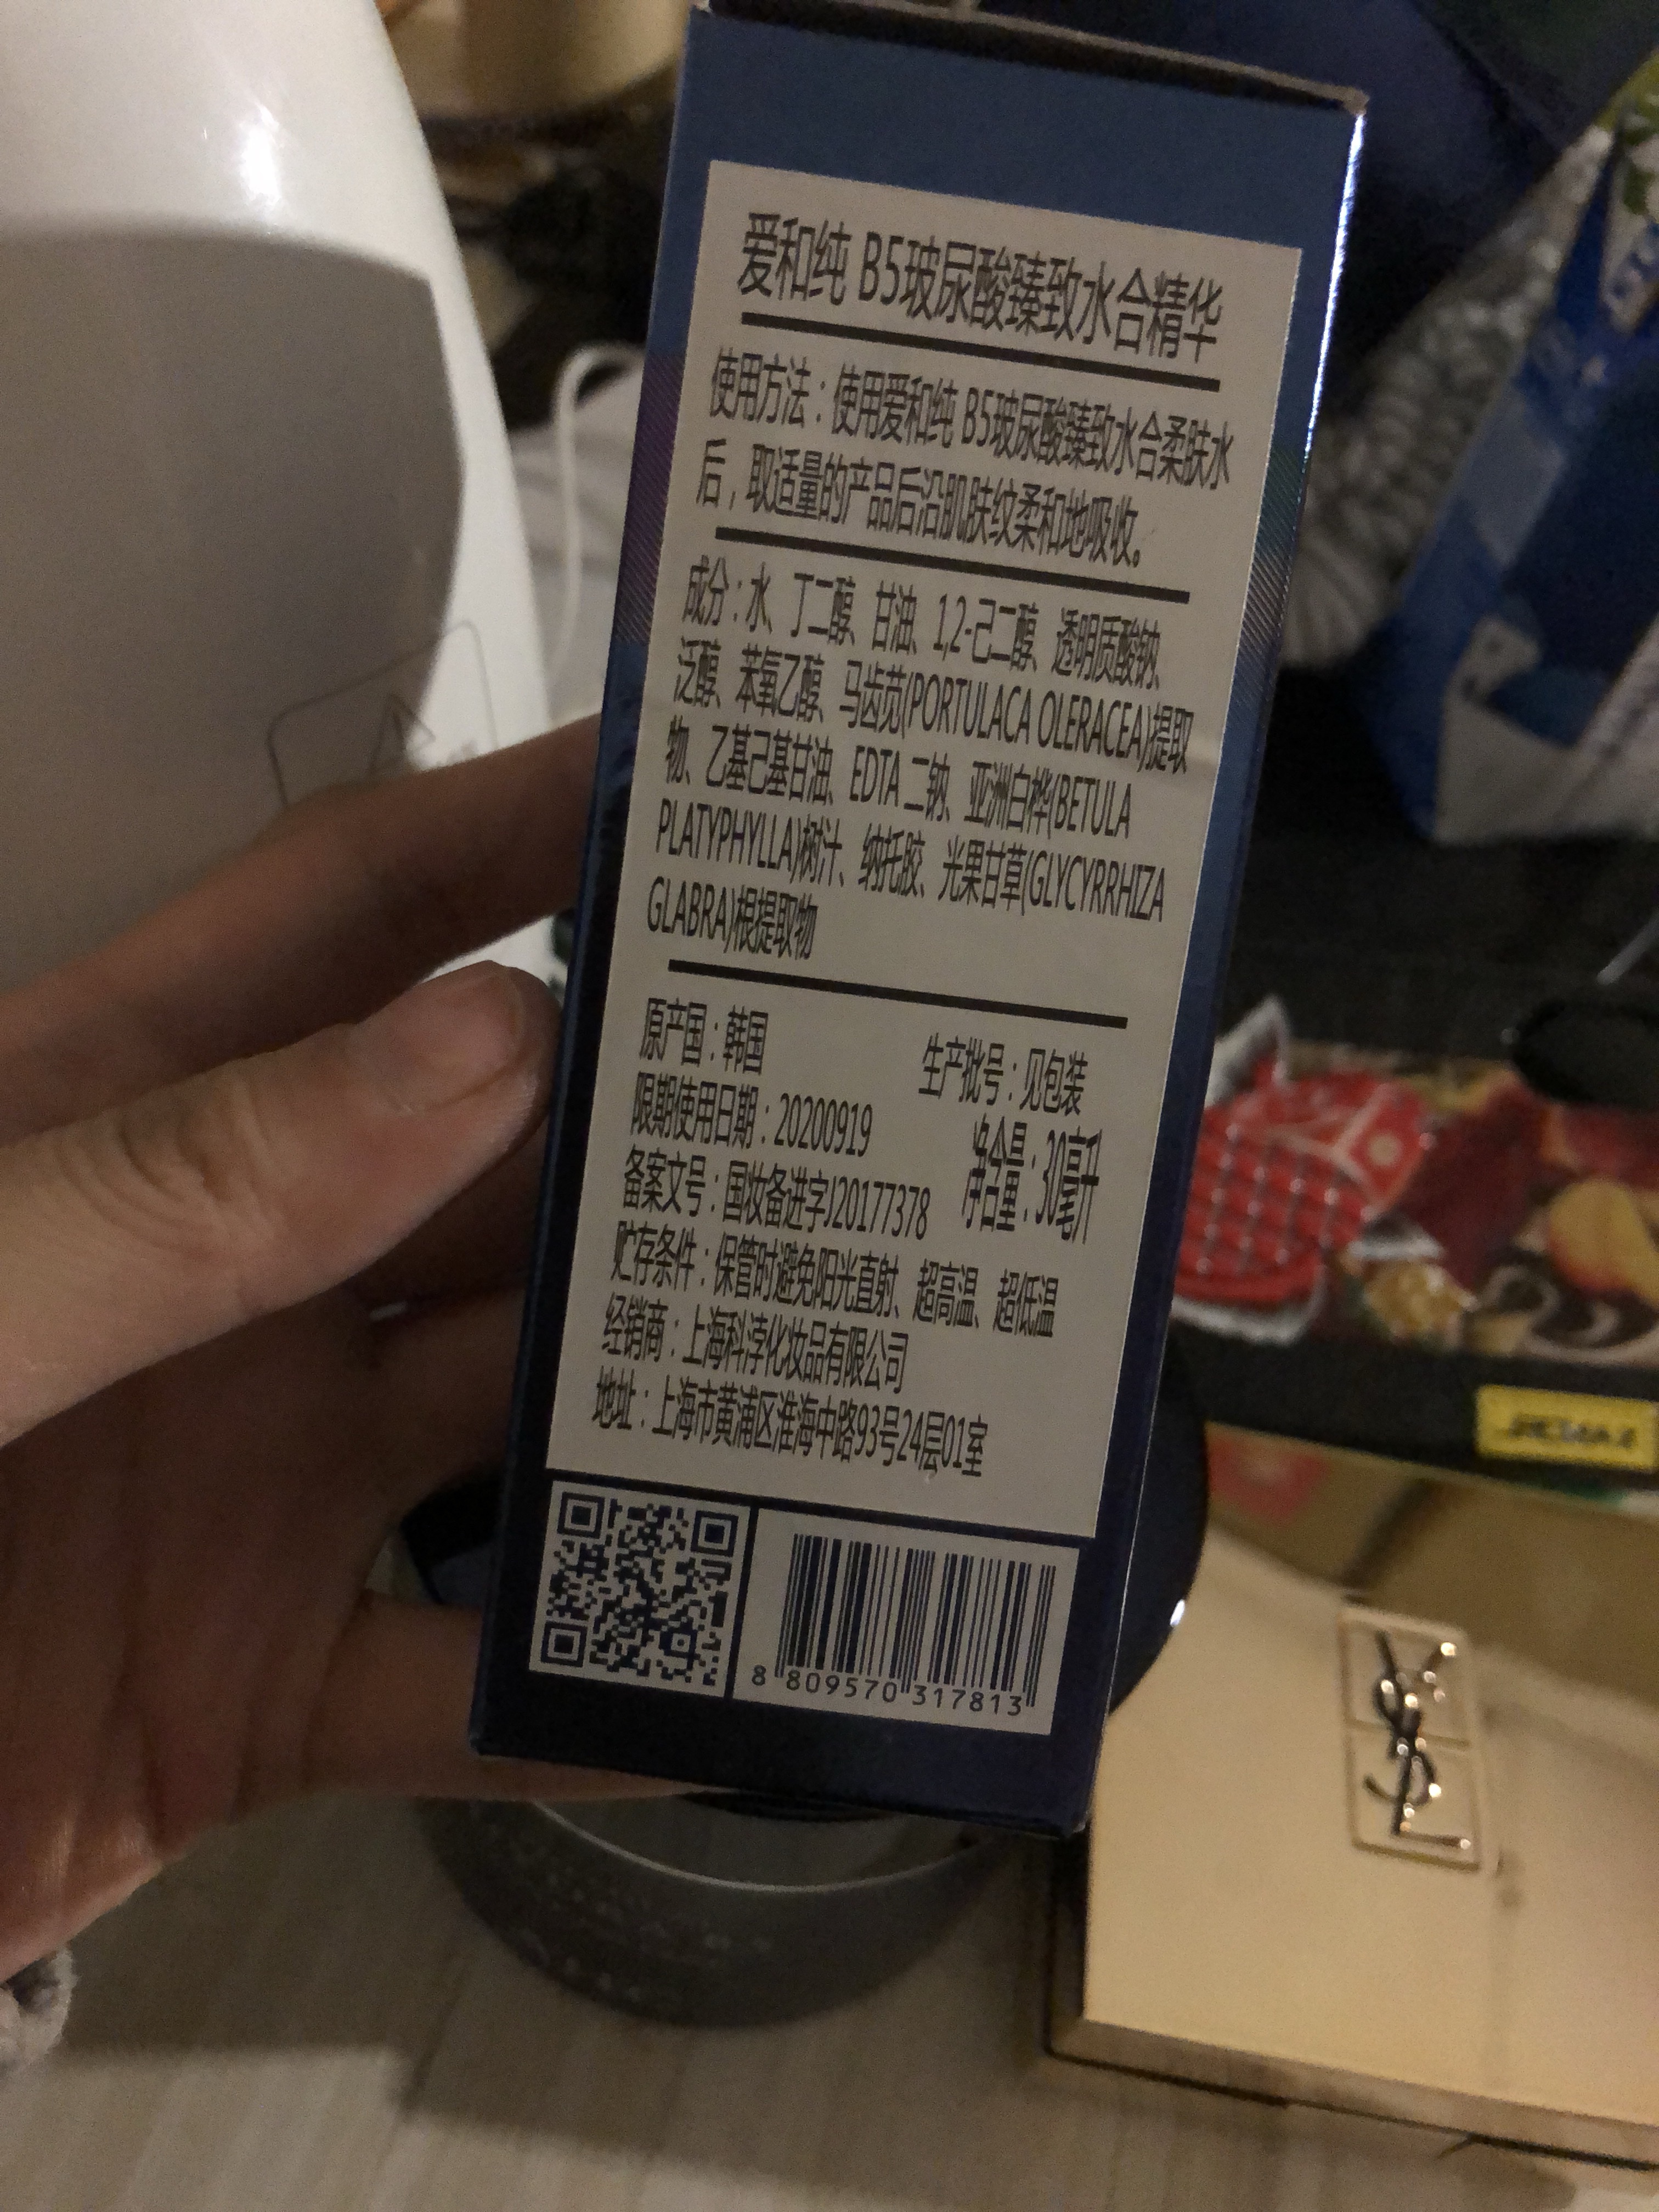 爱和纯 B5玻尿酸臻致水合精华
使用方法：使用爱和纯 B5玻尿酸臻致水合柔肤水
后，取适量的产品后沿肌肤纹柔和地吸收。
成分：水、丁二醇、甘油、1,2-己二醇、透明质酸钠、
泛醇、苯氧乙醇、马齿苋(PORTULACA OLERACEA)提取
物、乙基己基甘油、EDTA 二钠、亚洲白桦(BETULA
PLATYPHYLLA)树汁、纳托胶、光果甘草(GLYCYRRHIZA
GLABRA)根提取物
原产国：韩国 生产批号：见包装
限期使用日期：20200919 净含量：30毫升
备案文号：国妆备进字J20177378
贮存条件：保管时避免阳光直射、超高温、超低温
经销商：上海科淳化妆品有限公司
地址：上海市黄浦区淮海中路93号24层01室
8 809570 317813
YSL